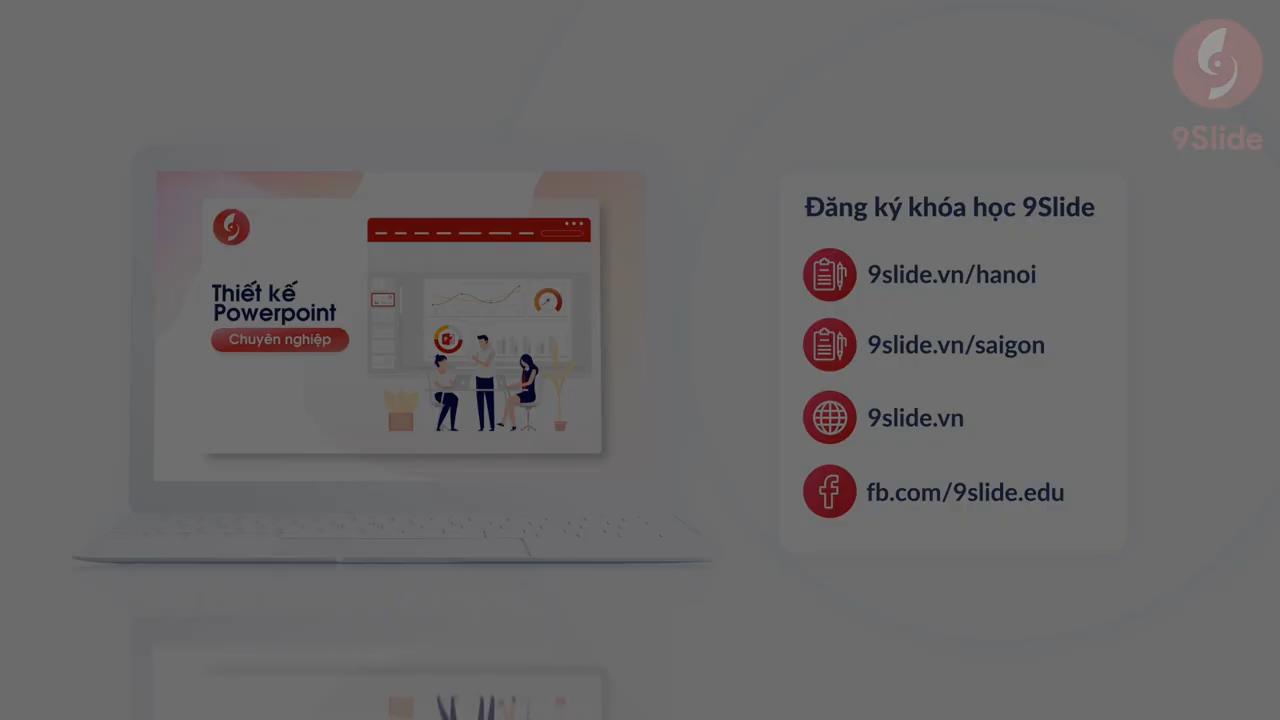 9Slide
Thiết kế
Powerpoint
Chuyên nghiệp
Đăng ký khóa học 9Slide
9slide.vn/hanoi
9slide.vn/saigon
9slide.vn
fb.com/9slide.edu